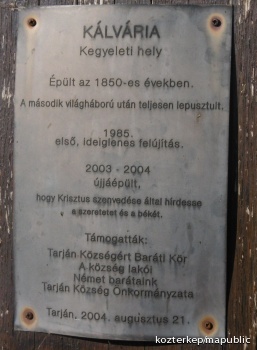 KÁLVÁRIA
Kegyeleti hely
Épült az 1850-es években.
A második világháború után teljesen lepusztult.
1985.
első, ideiglenes felújítás.
2003 - 2004
újjáépült,
hogy Krisztus szenvedése által hirdesse
a szeretetet és a békét.
Támogatták:
Tarján Községért Baráti Kör
A község lakói
Német barátaink
Tarján Község Önkormányzata
Tarján. 2004. augusztus 21.
kozterkep/mapublic